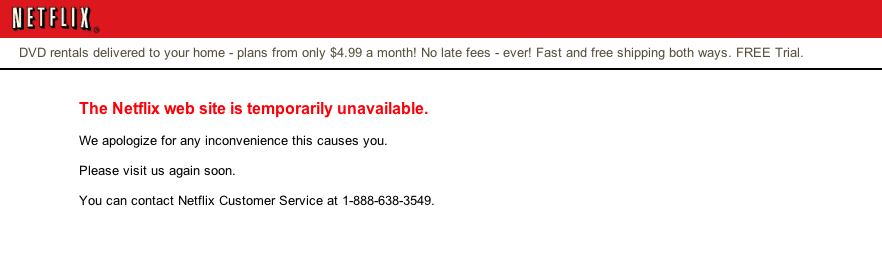 NETFLIX®
DVD rentals delivered to your home - plans from only $4.99 a month! No late fees - ever! Fast and free shipping both ways. FREE Trial.
The Netflix web site is temporarily unavailable.
We apologize for any inconvenience this causes you.
Please visit us again soon.
You can contact Netflix Customer Service at 1-888-638-3549.